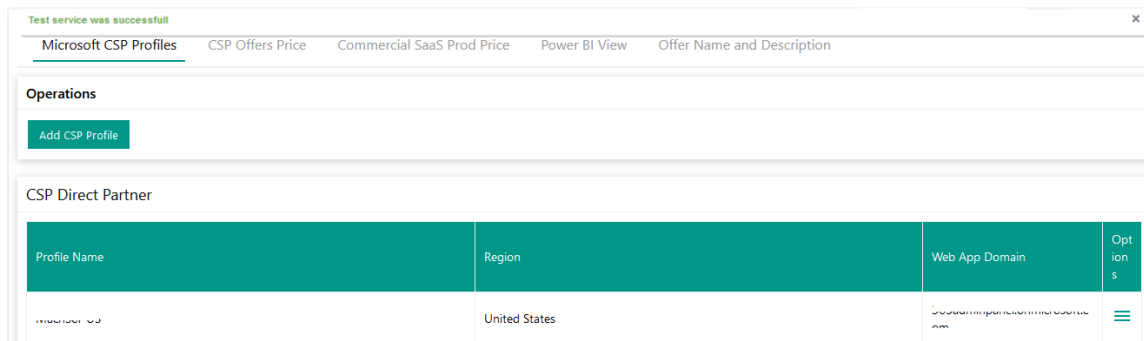 Test service was successfull
Microsoft CSP Profiles CSP Offers Price Commercial SaaS Prod Price Power BI View Offer Name and Description
Operations
Add CSP Profile
CSP Direct Partner
Profile Name Region Web App Domain Opt
ion
s
United States